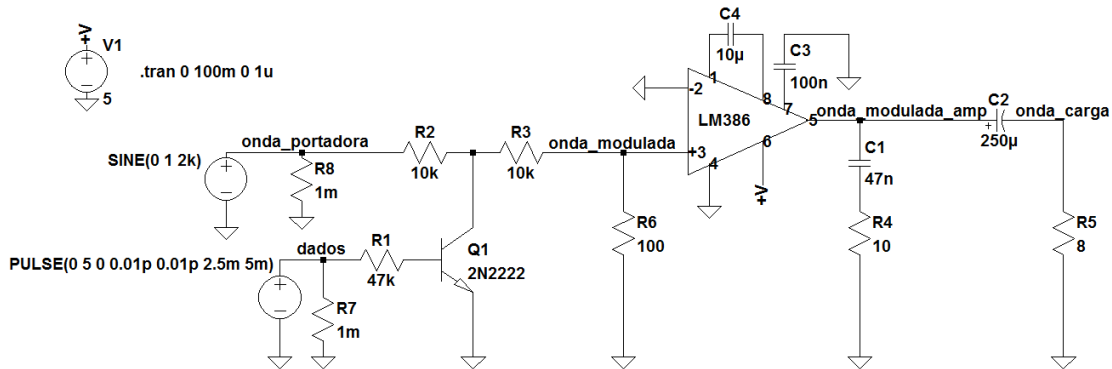 +V
V1
5
.tran 0 100m 0 1u
C4
10µ
C3
100n
1
8
7
-2
LM386
+3
4
6
5
+V
onda_modulada_amp
C2
+
250µ
onda_carga
C1
47n
R4
10
R5
8
onda_portadora
SINE(0 1 2k)
R8
1m
R2
10k
R3
10k
onda_modulada
R6
100
dados
PULSE(0 5 0 0.01p 0.01p 2.5m 5m)
R7
1m
R1
47k
Q1
2N2222